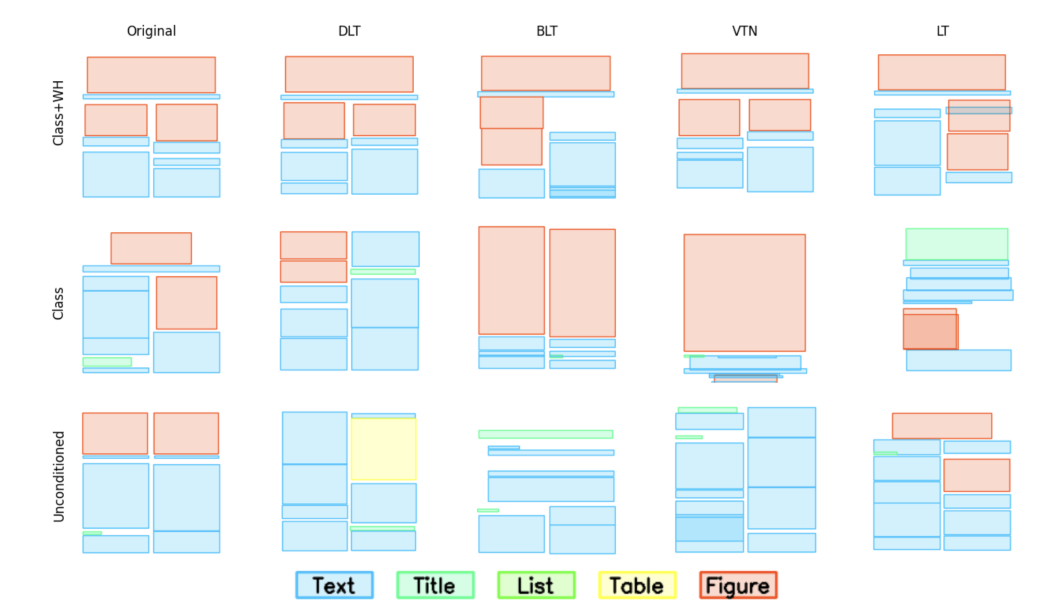 Original DLT BLT VTN LT
Class+WH
Class
Unconditioned
Text Title List Table Figure